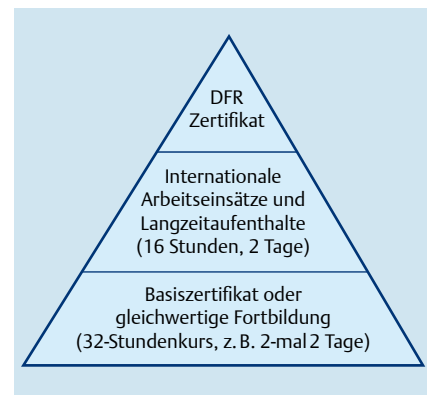 DFR
Zertifikat
Internationale
Arbeitseinsätze und
Langzeitaufenthalte
(16 Stunden, 2 Tage)
Basiszertifikat oder
gleichwertige Fortbildung
(32-Stundenkurs, z. B. 2-mal 2 Tage)